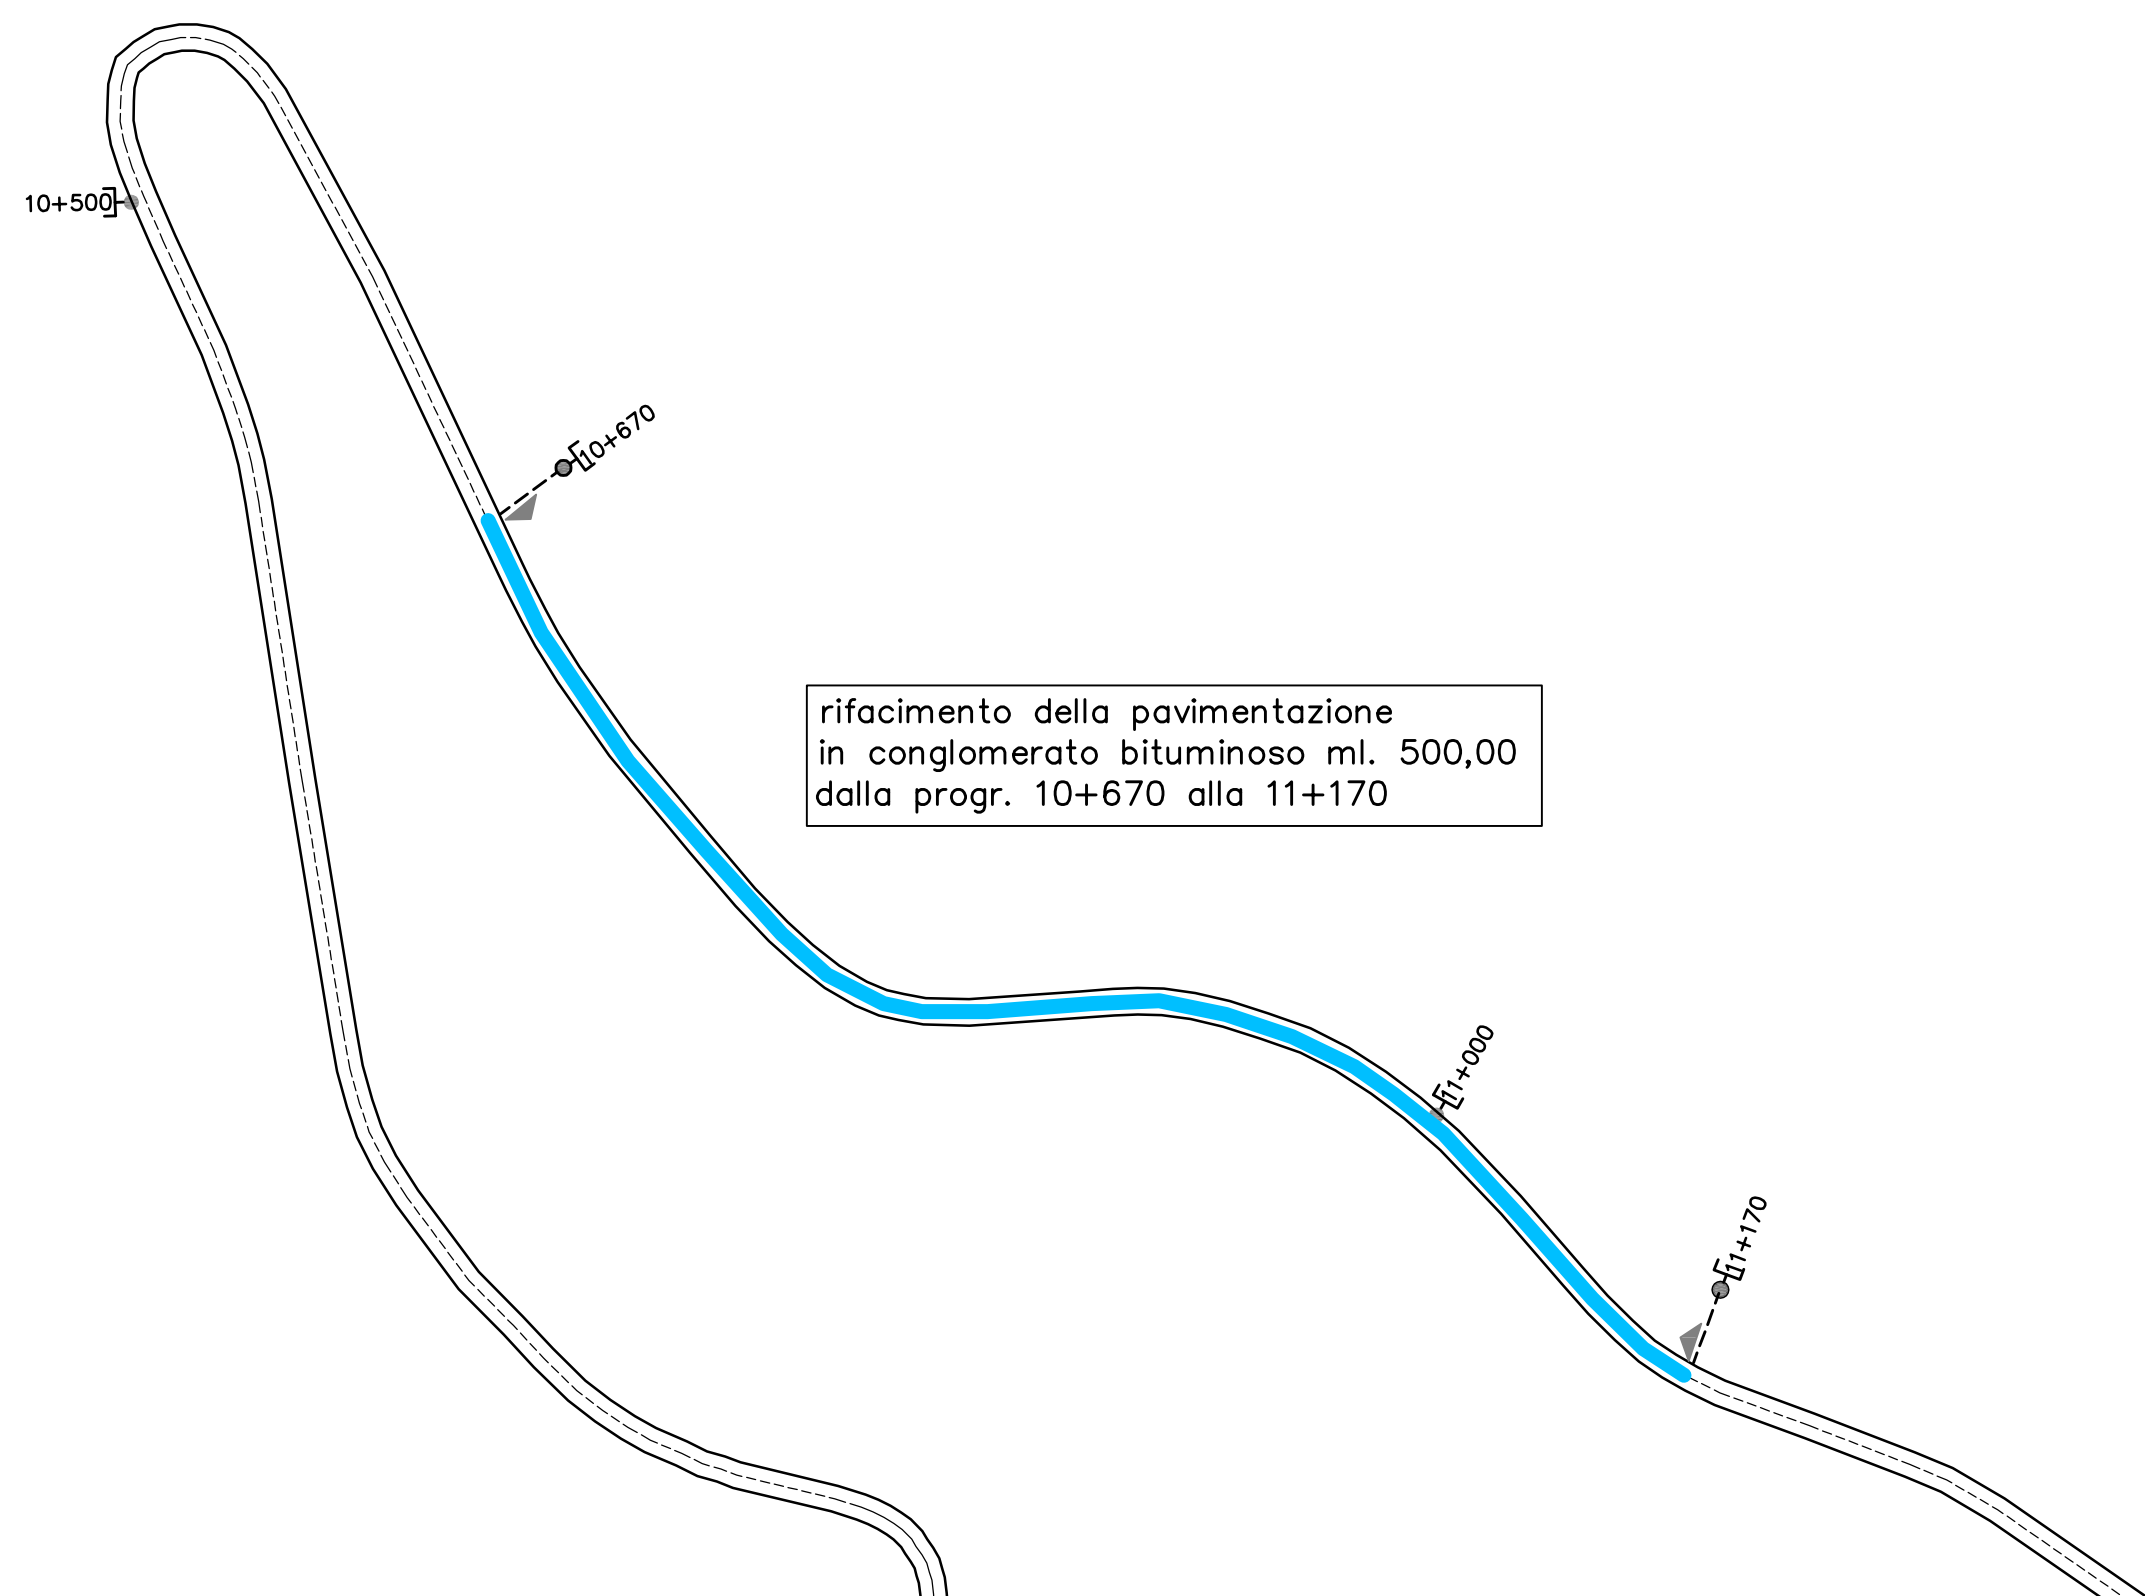 10+500
10+670
rifacimento della pavimentazione
in conglomerato bituminoso ml. 500,00
dalla progr. 10+670 alla 11+170
11+000
11+170